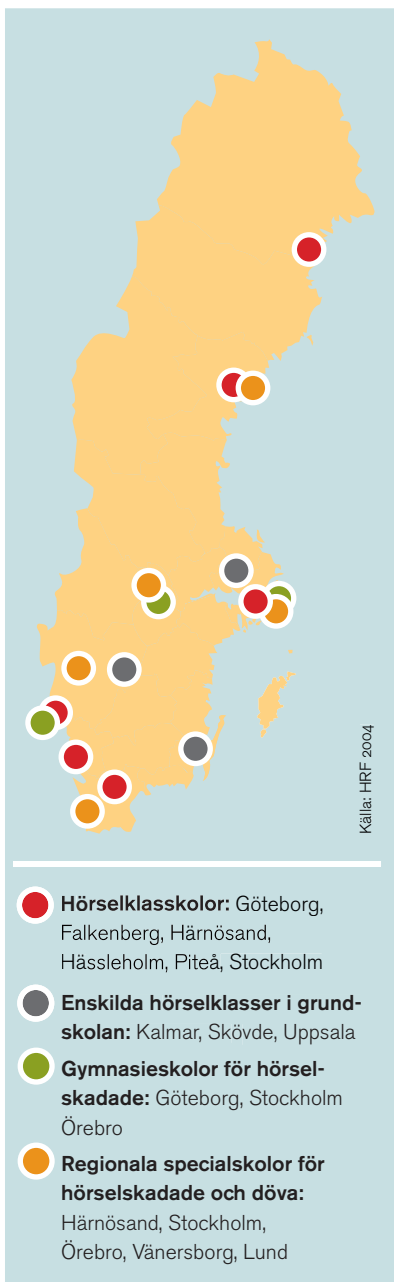 Källa: HRF 2004
Hörselklasskolor: Göteborg,
Falkenberg, Härnösand,
Hässleholm, Piteå, Stockholm
Enskilda hörselklasser i grund-
skolan: Kalmar, Skövde, Uppsala
Gymnasieskolor för hörsel-
skadade: Göteborg, Stockholm
Örebro
Regionala specialskolor för
hörselskadade och döva:
Härnösand, Stockholm,
Örebro, Vänersborg, Lund